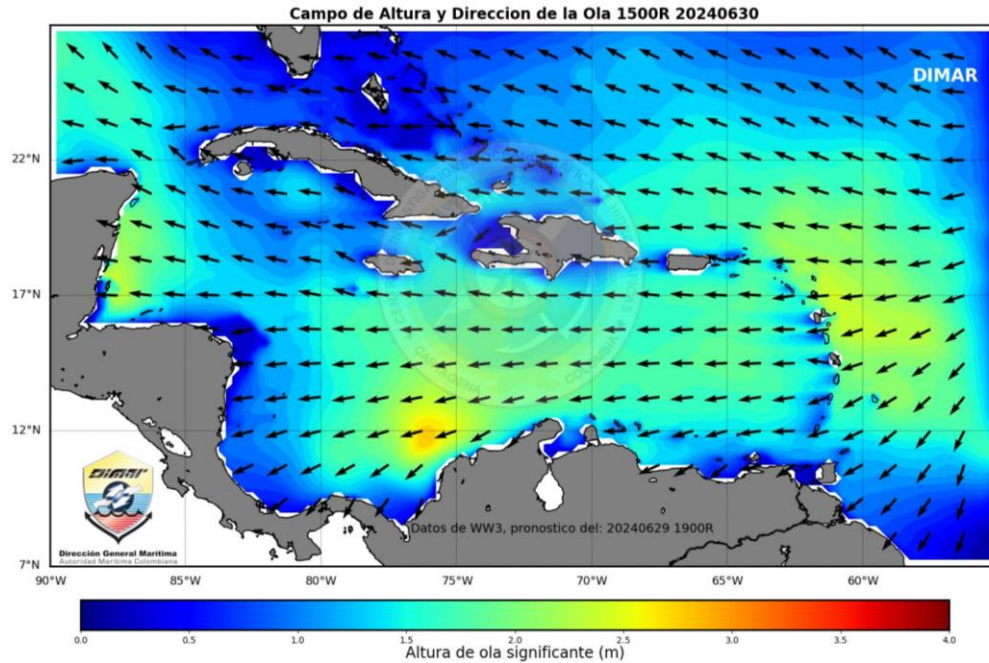 Campo de Altura y Direccion de la Ola 1500R 20240630
DIMAR
22°N
17°N
12°N
7°N
CARTAGENA
COLOMBIA
DIMAR
Dirección General Marítima
Autoridad Marítima Colombiana
Datos de WW3, pronostico del: 20240629 1900R
90°W 85°W 80°W 75°W 70°W 65°W 60°W
0.0 0.5 1.0 1.5 2.0 2.5 3.0 3.5 4.0
Altura de ola significante (m)